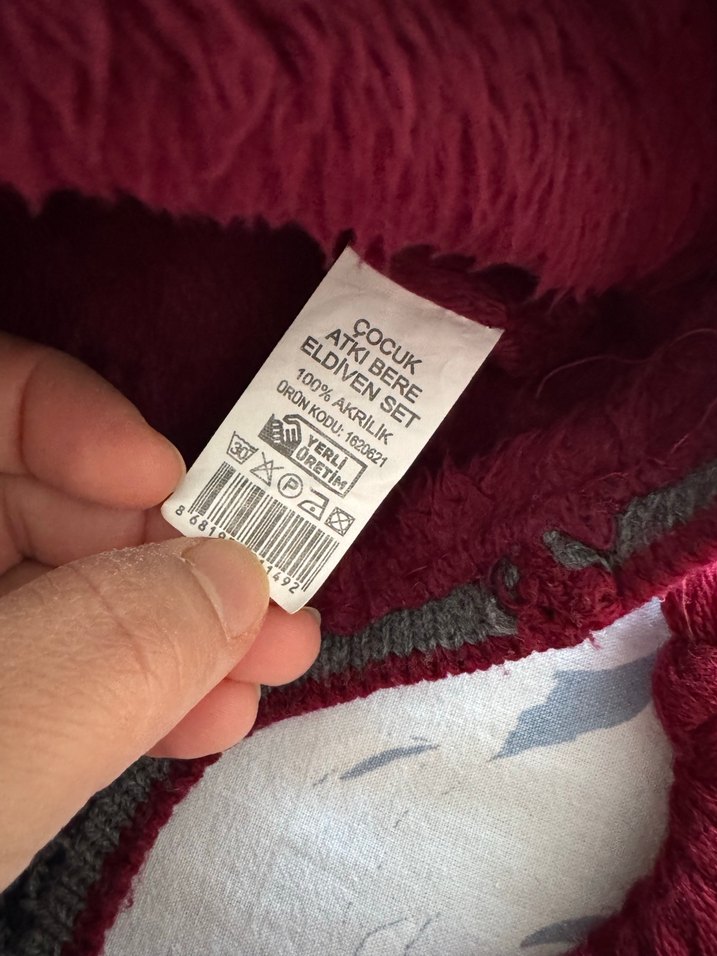 ÇOCUK
ATKI BERE
ELDİVEN SET
100% AKRİLİK
ÜRÜN KODU: 1620621
YERLİ
ÜRETİM
30° P